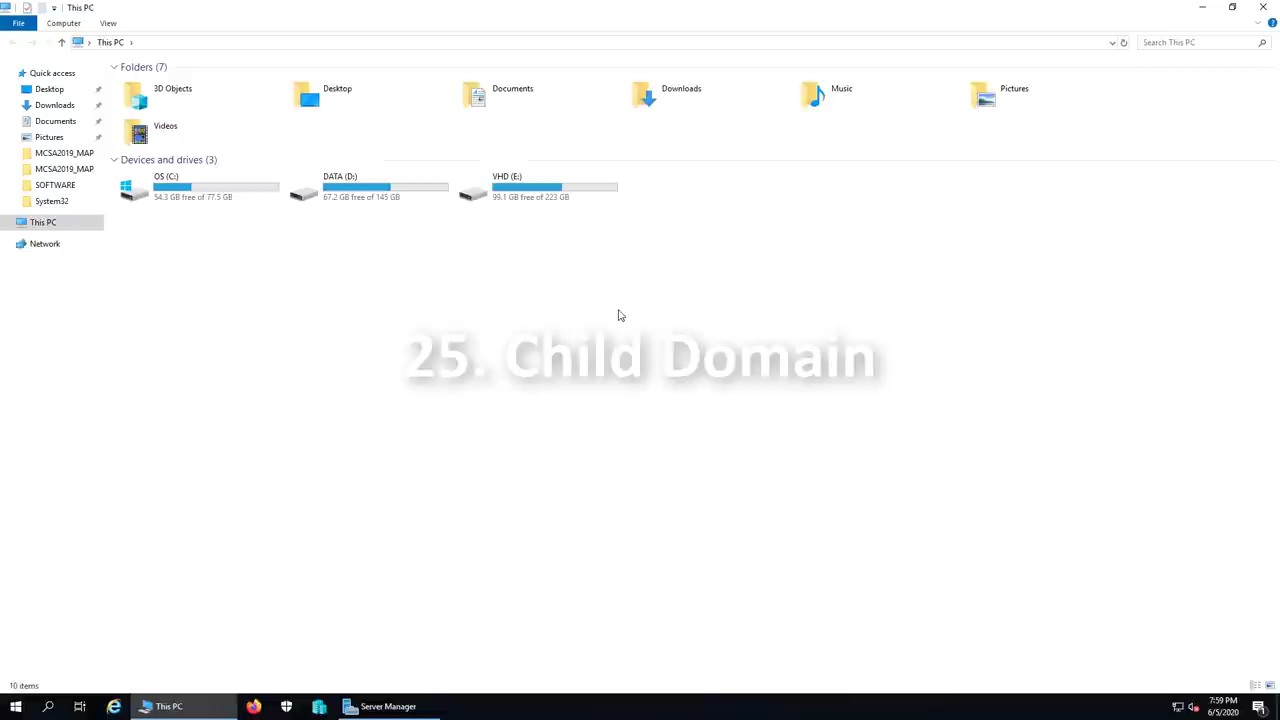 This PC
File
Computer
View
This PC
Search This PC
Quick access
Desktop
Downloads
Documents
Pictures
MCSA2019_MAP
MCSA2019_MAP
SOFTWARE
System32
This PC
Network
Folders (7)
3D Objects
Desktop
Documents
Downloads
Music
Pictures
Videos
Devices and drives (3)
OS (C:)
54.3 GB free of 77.5 GB
DATA (D:)
67.2 GB free of 145 GB
VHD (E:)
99.1 GB free of 223 GB
25. Child Domain
10 items
This PC
Server Manager
7:59 PM
6/5/2020
1